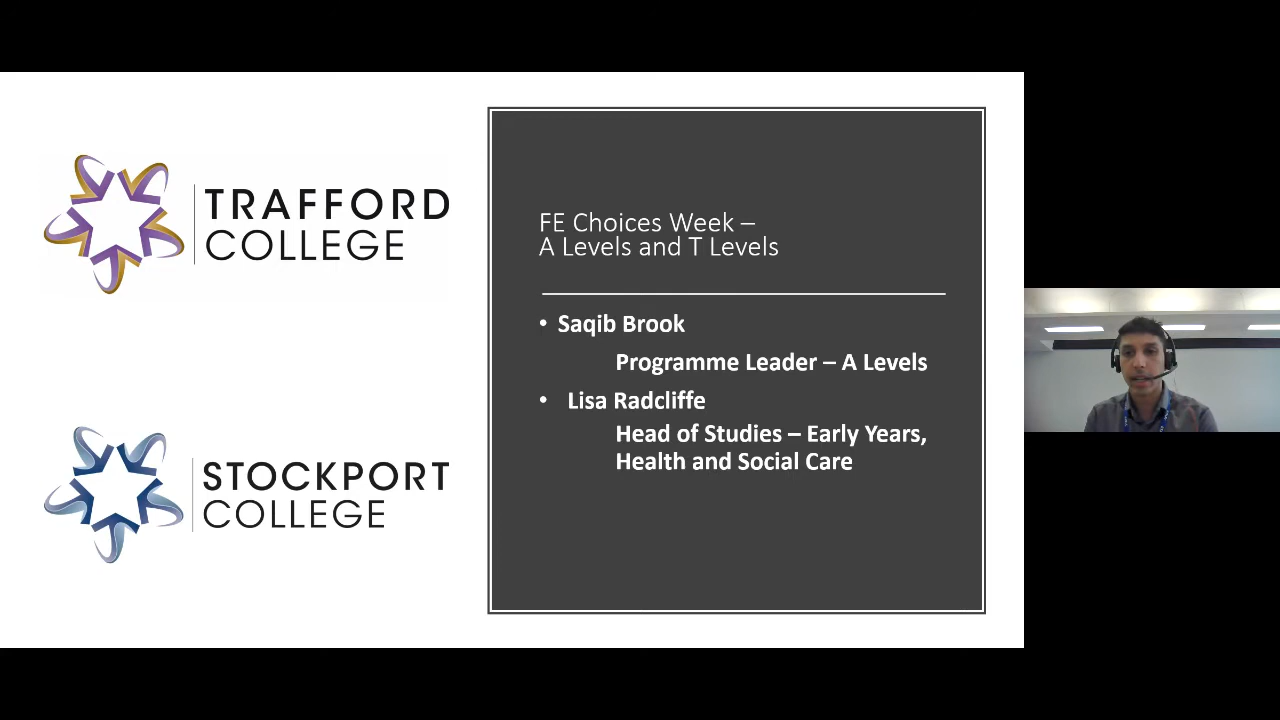 TRAFFORD
COLLEGE
STOCKPORT
COLLEGE
FE Choices Week –
A Levels and T Levels
• Saqib Brook
Programme Leader – A Levels
• Lisa Radcliffe
Head of Studies – Early Years,
Health and Social Care